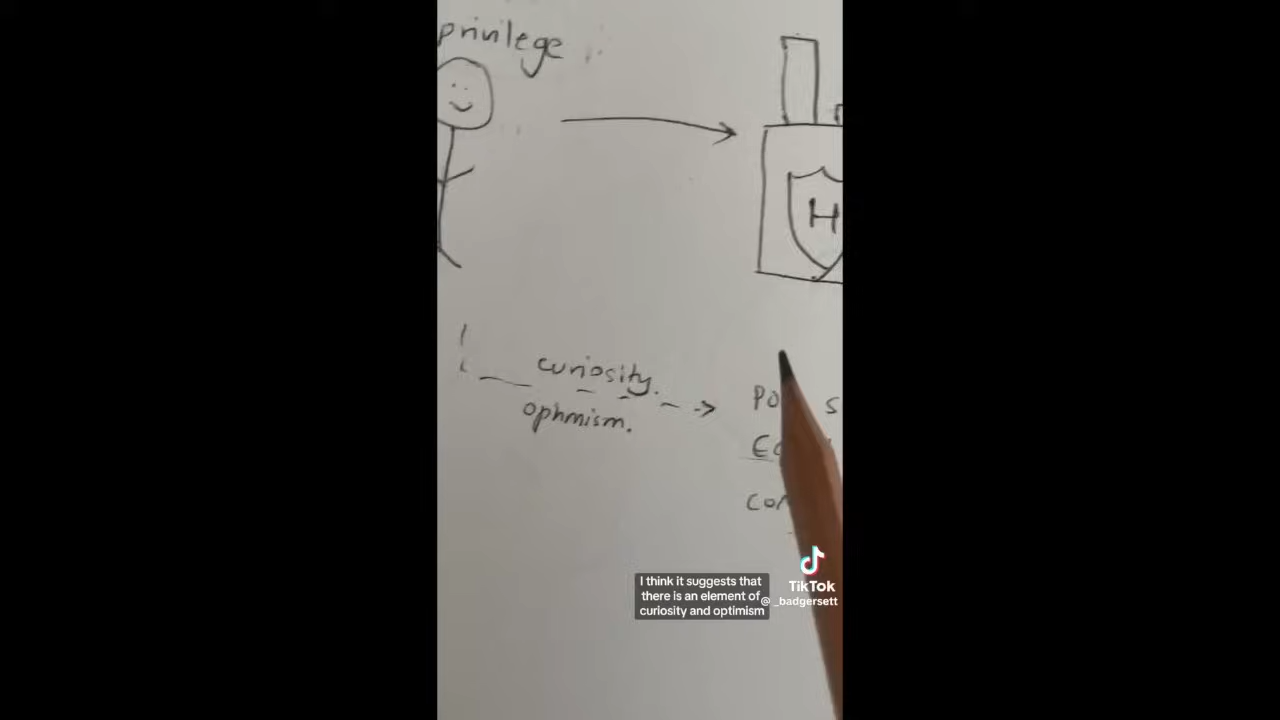 privilege
H
curiosity.
ophmism.
I think it suggests that
there is an element of
curiosity and optimism
TikTok
@_badgersett